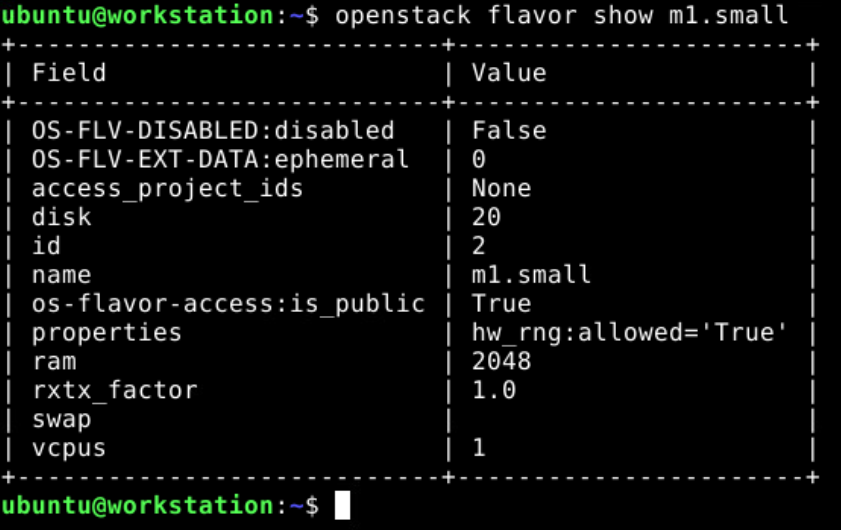 ubuntu@workstation:~$ openstack flavor show m1.small
+-----------------------------+-----------------------+
| Field                       | Value                 |
+-----------------------------+-----------------------+
| OS-FLV-DISABLED:disabled    | False                 |
| OS-FLV-EXT-DATA:ephemeral   | 0                     |
| access_project_ids          | None                  |
| disk                        | 20                    |
| id                          | 2                     |
| name                        | m1.small              |
| os-flavor-access:is_public  | True                  |
| properties                  | hw_rng:allowed='True' |
| ram                         | 2048                  |
| rxtx_factor                 | 1.0                   |
| swap                        |                       |
| vcpus                       | 1                     |
+-----------------------------+-----------------------+
ubuntu@workstation:~$